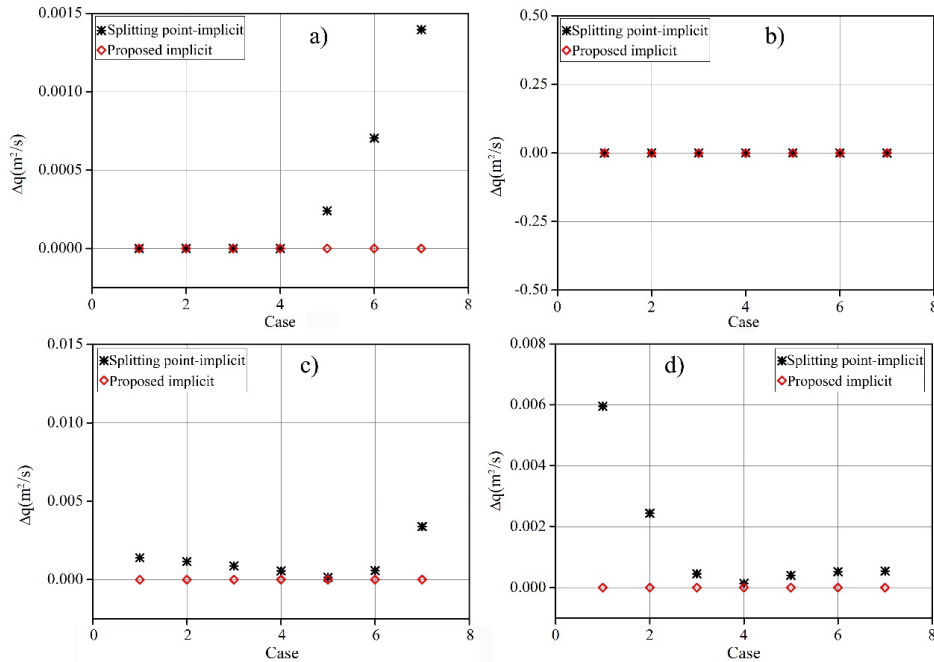 0.0015
Splitting point-implicit
Proposed implicit
a)
0.0010
Δq(m²/s)
0.0005
0.0000
0 2 4 6 8
Case
0.50
Splitting point-implicit
Proposed implicit
b)
0.25
Δq(m²/s)
0.00
-0.25
-0.50
0 2 4 6 8
Case
0.015
Splitting point-implicit
Proposed implicit
c)
0.010
Δq(m²/s)
0.005
0.000
0 2 4 6 8
Case
0.008
d)
Splitting point-implicit
Proposed implicit
0.006
Δq(m²/s)
0.004
0.002
0.000
0 2 4 6 8
Case